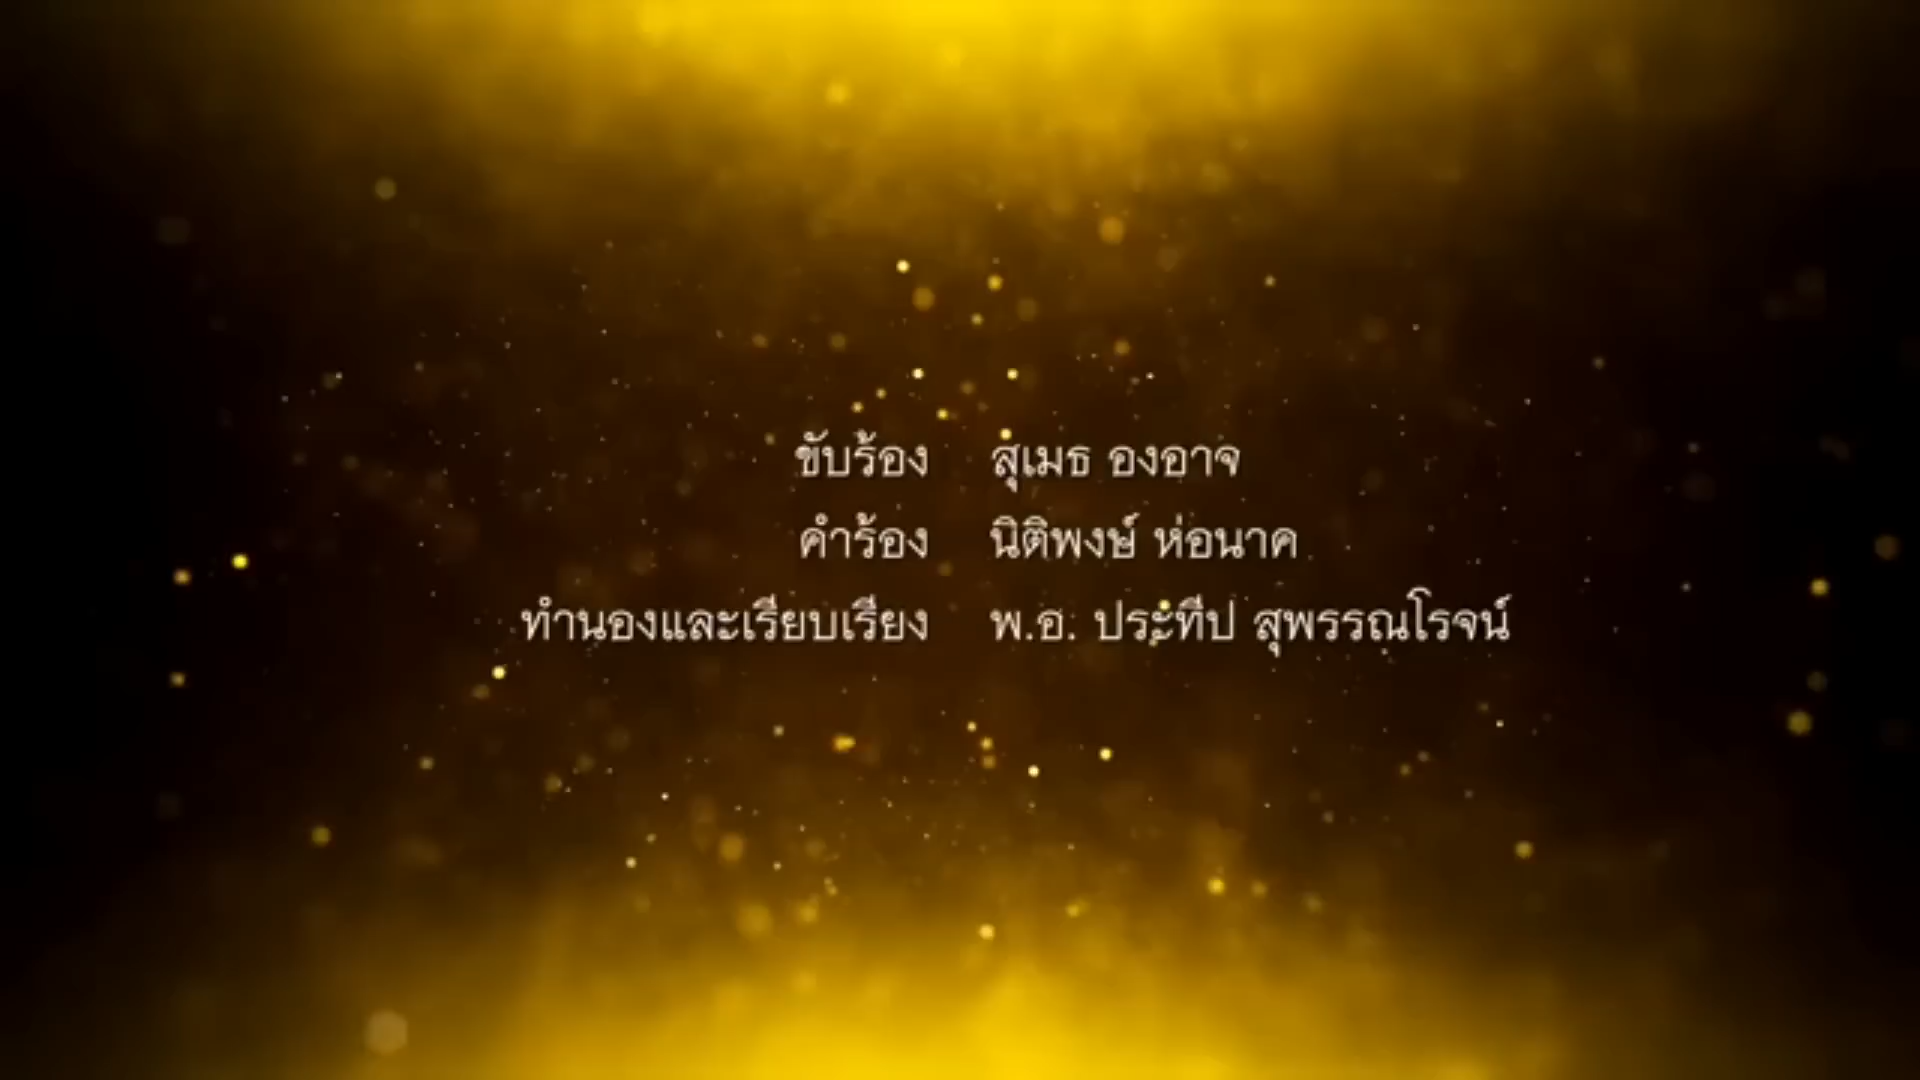 ขับร้อง สุเมธ องอาจ
คำร้อง นิติพงษ์ ห่อนาค
ทำนองและเรียบเรียง พ.อ. ประทีป สุพรรณโรจน์